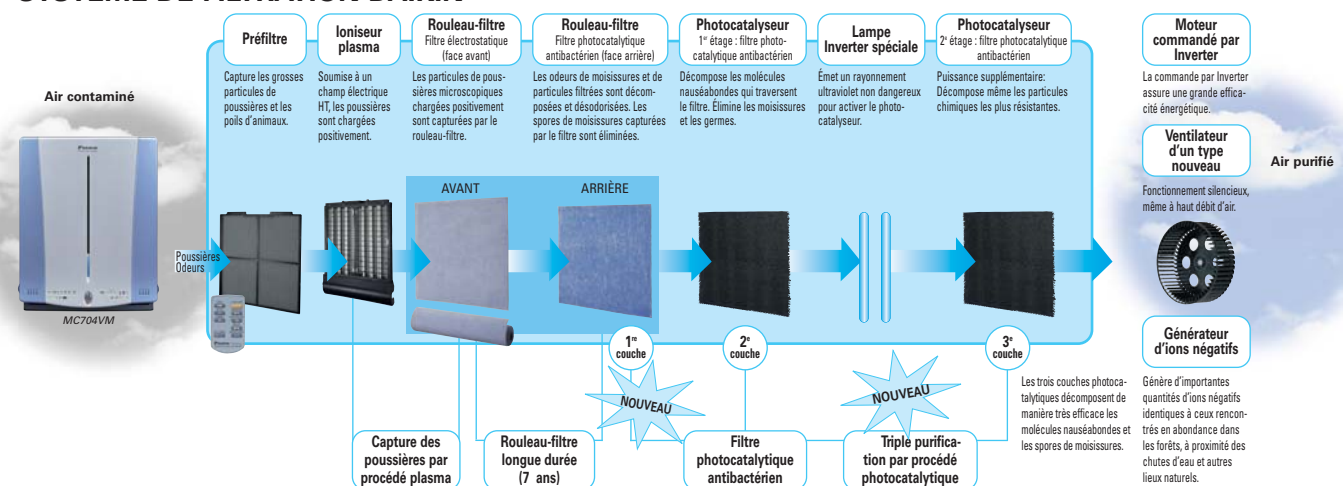 Préfiltre
Capture les grosses
particules de
poussières et les
poils d'animaux.
Ioniseur
plasma
Soumise à un
champ électrique
HT, les poussières
sont chargées
positivement.
Rouleau-filtre
Filtre électrostatique
(face avant)
Les particules de pous-
sières microscopiques
chargées positivement
sont capturées par le
rouleau-filtre.
Rouleau-filtre
Filtre photocatalytique
antibactérien (face arrière)
Les odeurs de moisissures et de
particules filtrées sont décom-
posées et désodorisées. Les
spores de moisissures capturées
par le filtre sont éliminées.
Photocatalyseur
1er étage : filtre photo-
catalytique antibactérien
Décompose les molécules
nauséabondes qui traversent
le filtre. Élimine les moisissures
et les germes.
Lampe
Inverter spéciale
Émet un rayonnement
ultraviolet non dangereux
pour activer le photo-
catalyseur.
Photocatalyseur
2e étage : filtre photocatalytique
antibactérien
Puissance supplémentaire:
Décompose même les particules
chimiques les plus résistantes.
Moteur
commandé par
Inverter
La commande par Inverter
assure une grande effica-
cité énergétique.
Ventilateur
d'un type
nouveau
Fonctionnement silencieux,
même à haut débit d'air.
Générateur
d'ions négatifs
Génère d'importantes
quantités d'ions négatifs
identiques à ceux rencon-
trés en abondance dans
les forêts, à proximité des
chutes d'eau et autres
lieux naturels.
Air contaminé
MC704VM
Poussières
Odeurs
AVANT
ARRIÈRE
Air purifié
1re
couche
2e
couche
3e
couche
NOUVEAU
NOUVEAU
Les trois couches photoca-
talytiques décomposent de
manière très efficace les
molécules nauséabondes et
les spores de moisissures.
Capture des
poussières par
procédé plasma
Rouleau-filtre
longue durée
(7 ans)
Filtre
photocatalytique
antibactérien
Triple purifica-
tion par procédé
photocatalytique